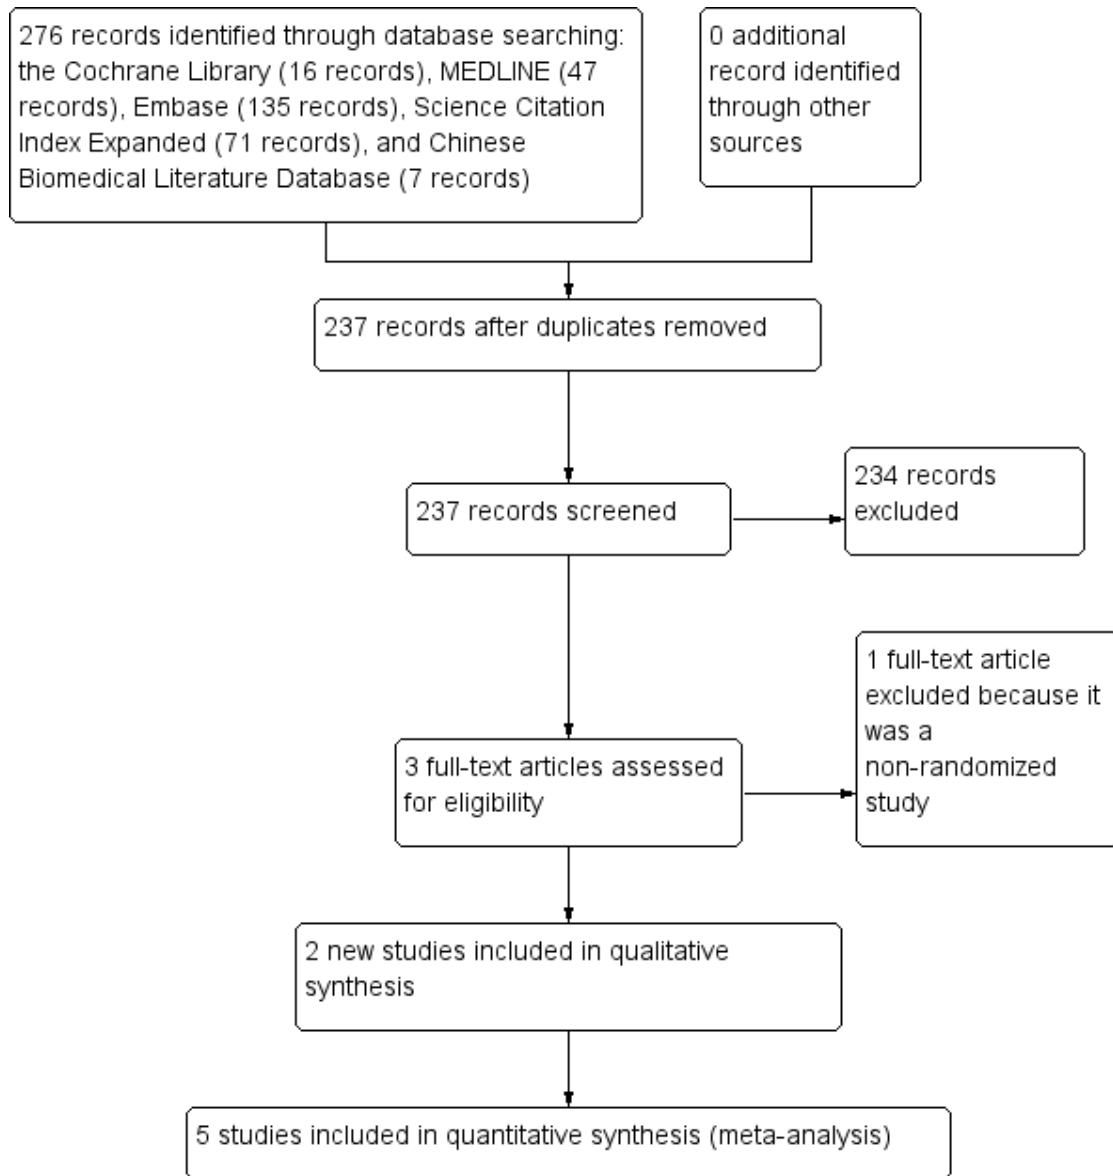 276 records identified through database searching:
the Cochrane Library (16 records), MEDLINE (47
records), Embase (135 records), Science Citation
Index Expanded (71 records), and Chinese
Biomedical Literature Database (7 records)
0 additional
record identified
through other
sources
237 records after duplicates removed
237 records screened
234 records
excluded
3 full-text articles assessed
for eligibility
1 full-text article
excluded because it
was a
non-randomized
study
2 new studies included in qualitative
synthesis
5 studies included in quantitative synthesis (meta-analysis)